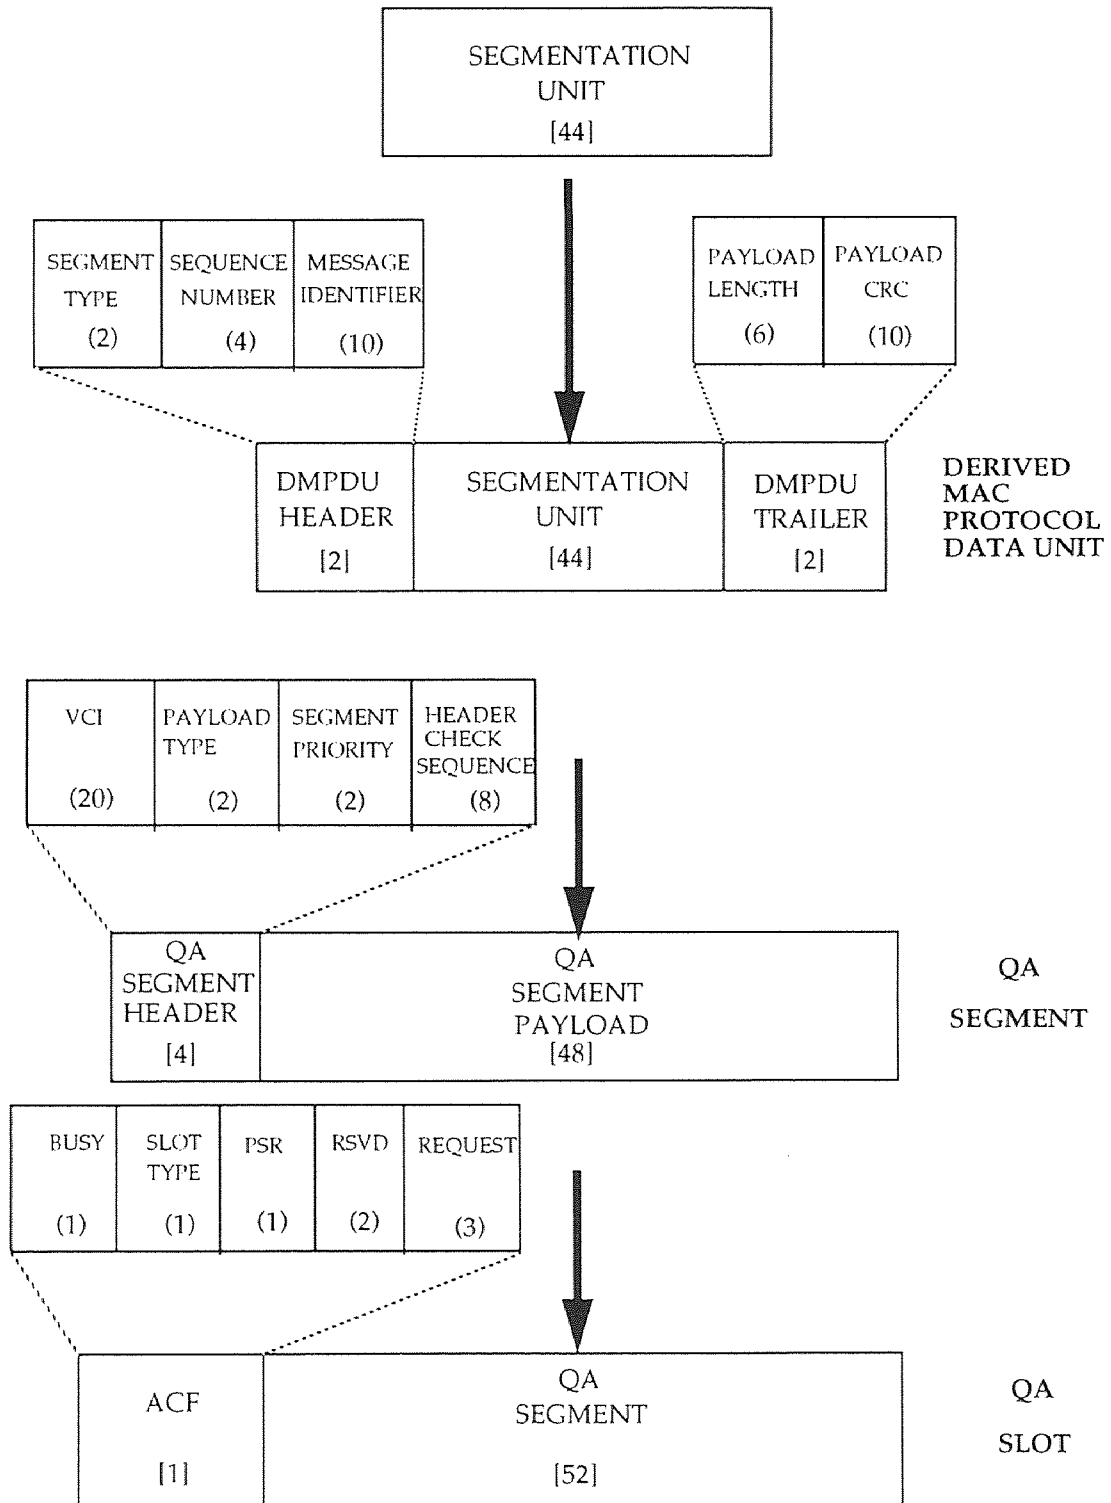 SEGMENTATION
UNIT
[44]
SEGMENT
TYPE
(2)
SEQUENCE
NUMBER
(4)
MESSAGE
IDENTIFIER
(10)
PAYLOAD
LENGTH
(6)
PAYLOAD
CRC
(10)
DMPDU
HEADER
[2]
SEGMENTATION
UNIT
[44]
DMPDU
TRAILER
[2]
DERIVED
MAC
PROTOCOL
DATA UNIT
VCI
(20)
PAYLOAD
TYPE
(2)
SEGMENT
PRIORITY
(2)
HEADER
CHECK
SEQUENCE
(8)
QA
SEGMENT
HEADER
[4]
QA
SEGMENT
PAYLOAD
[48]
QA
SEGMENT
BUSY
(1)
SLOT
TYPE
(1)
PSR
(1)
RSVD
(2)
REQUEST
(3)
ACF
[1]
QA
SEGMENT
[52]
QA
SLOT